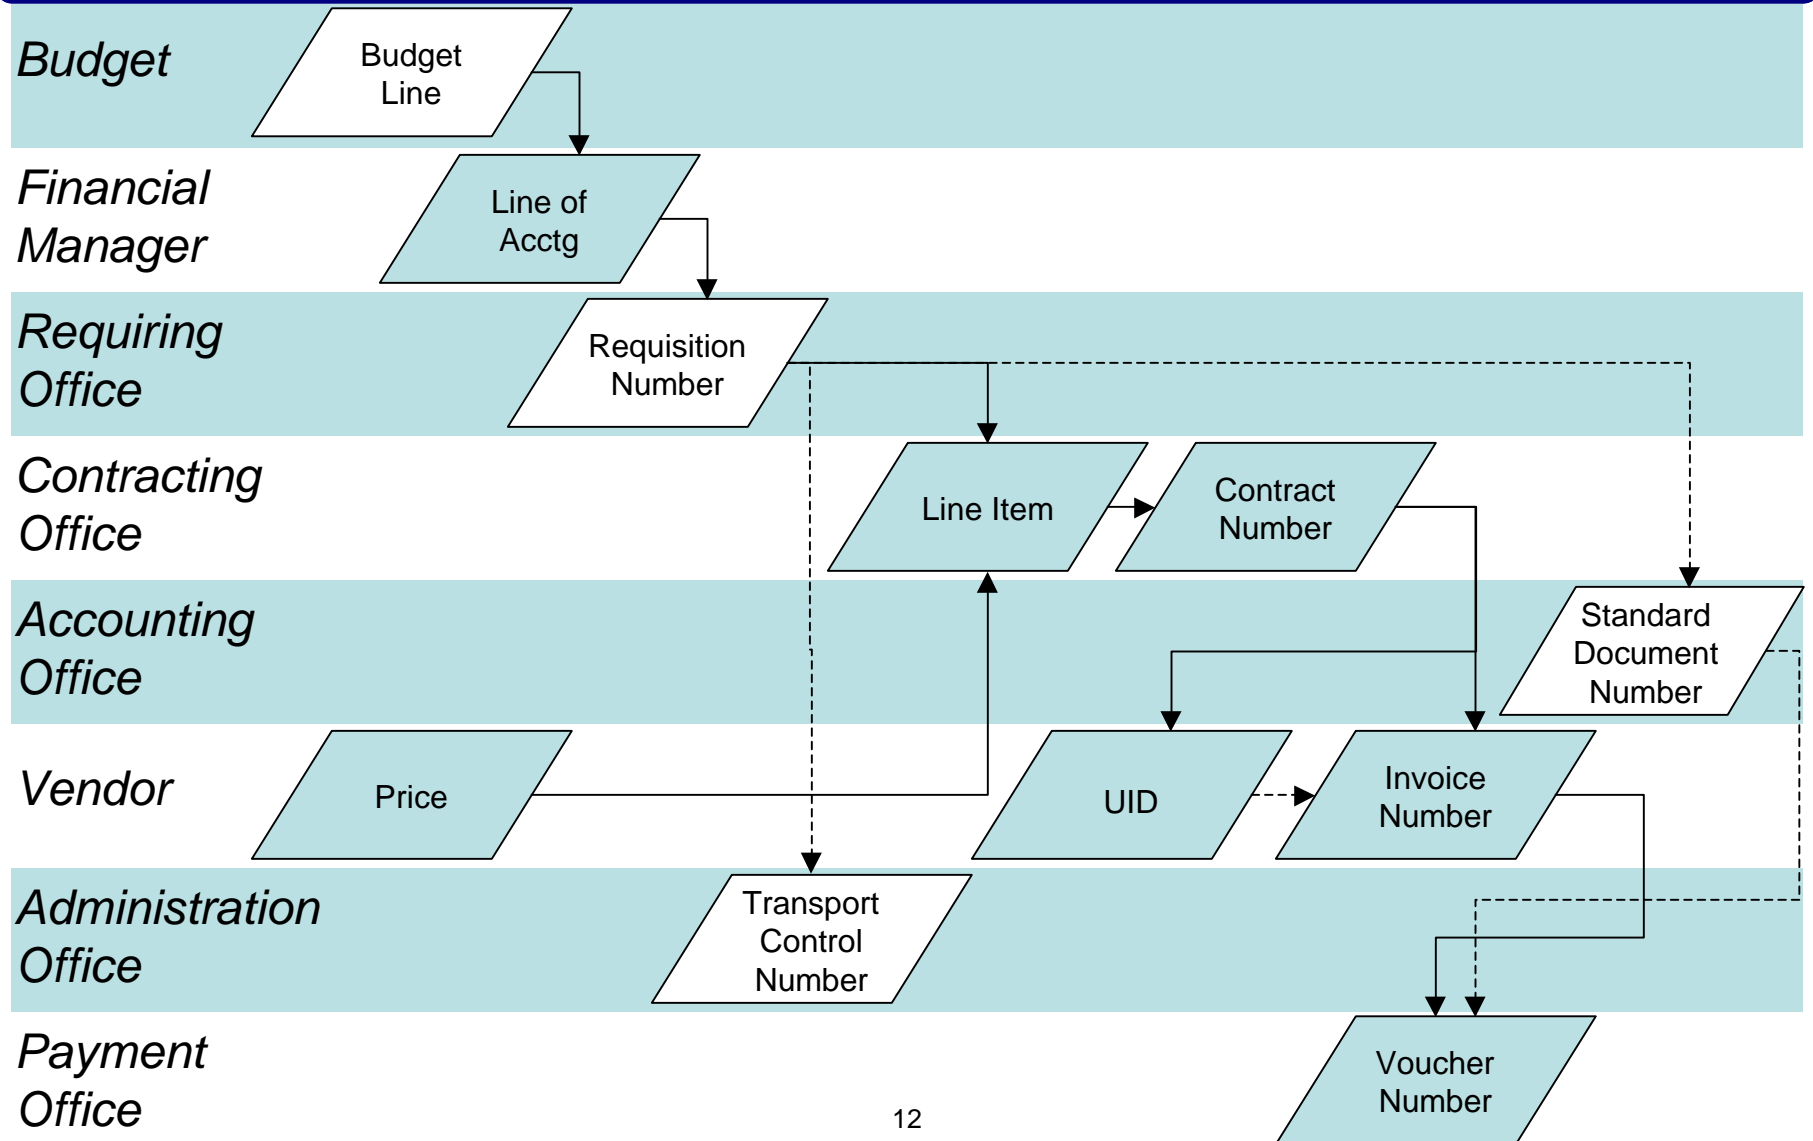 Budget
Budget
Line
Financial
Manager
Line of
Acctg
Requiring
Office
Requisition
Number
Contracting
Office
Line Item
Contract
Number
Accounting
Office
Standard
Document
Number
Vendor
Price
UID
Invoice
Number
Administration
Office
Transport
Control
Number
Payment
Office
Voucher
Number
12